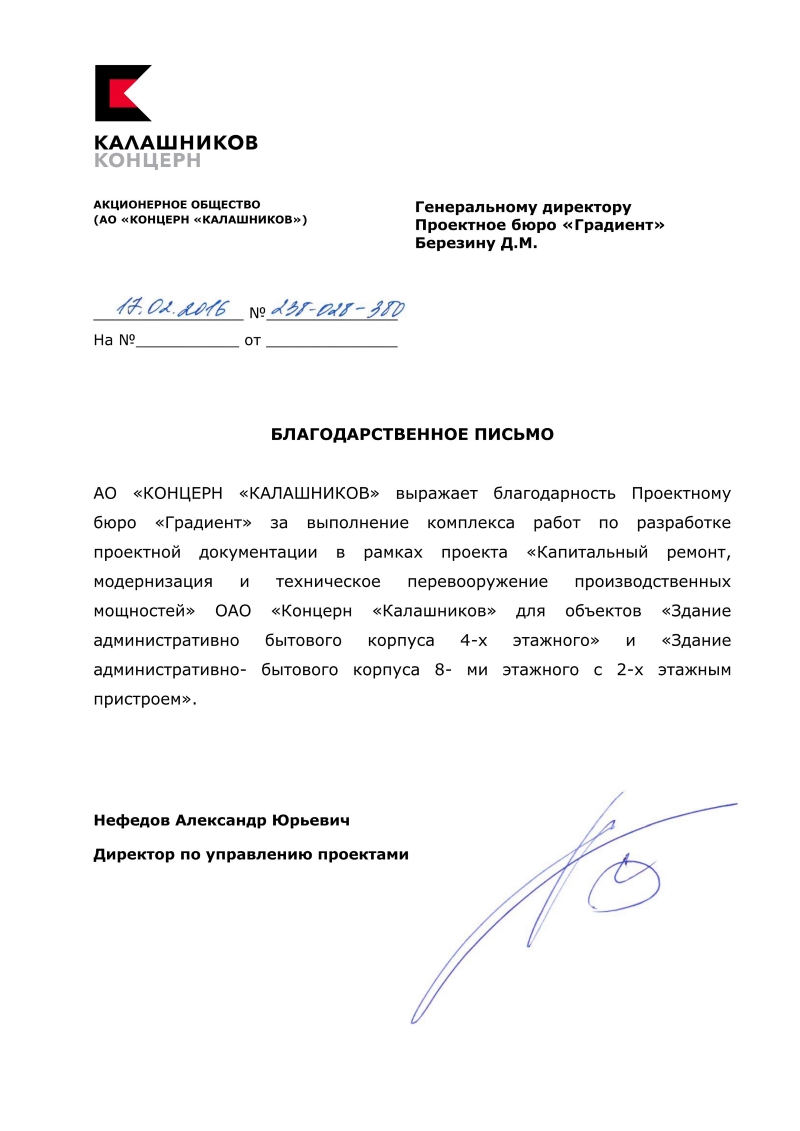 КАЛАШНИКОВ
КОНЦЕРН
АКЦИОНЕРНОЕ ОБЩЕСТВО
(АО «КОНЦЕРН «КАЛАШНИКОВ»)
Генеральному директору
Проектное бюро «Градиент»
Березину Д.М.
17.02.2016 № 238-028-380
На №____________ от ________________
БЛАГОДАРСТВЕННОЕ ПИСЬМО
АО «КОНЦЕРН «КАЛАШНИКОВ» выражает благодарность Проектному
бюро «Градиент» за выполнение комплекса работ по разработке
проектной документации в рамках проекта «Капитальный ремонт,
модернизация и техническое перевооружение производственных
мощностей» ОАО «Концерн «Калашников» для объектов «Здание
административно бытового корпуса 4-х этажного» и «Здание
административно- бытового корпуса 8- ми этажного с 2-х этажным
пристроем».
Нефедов Александр Юрьевич
Директор по управлению проектами